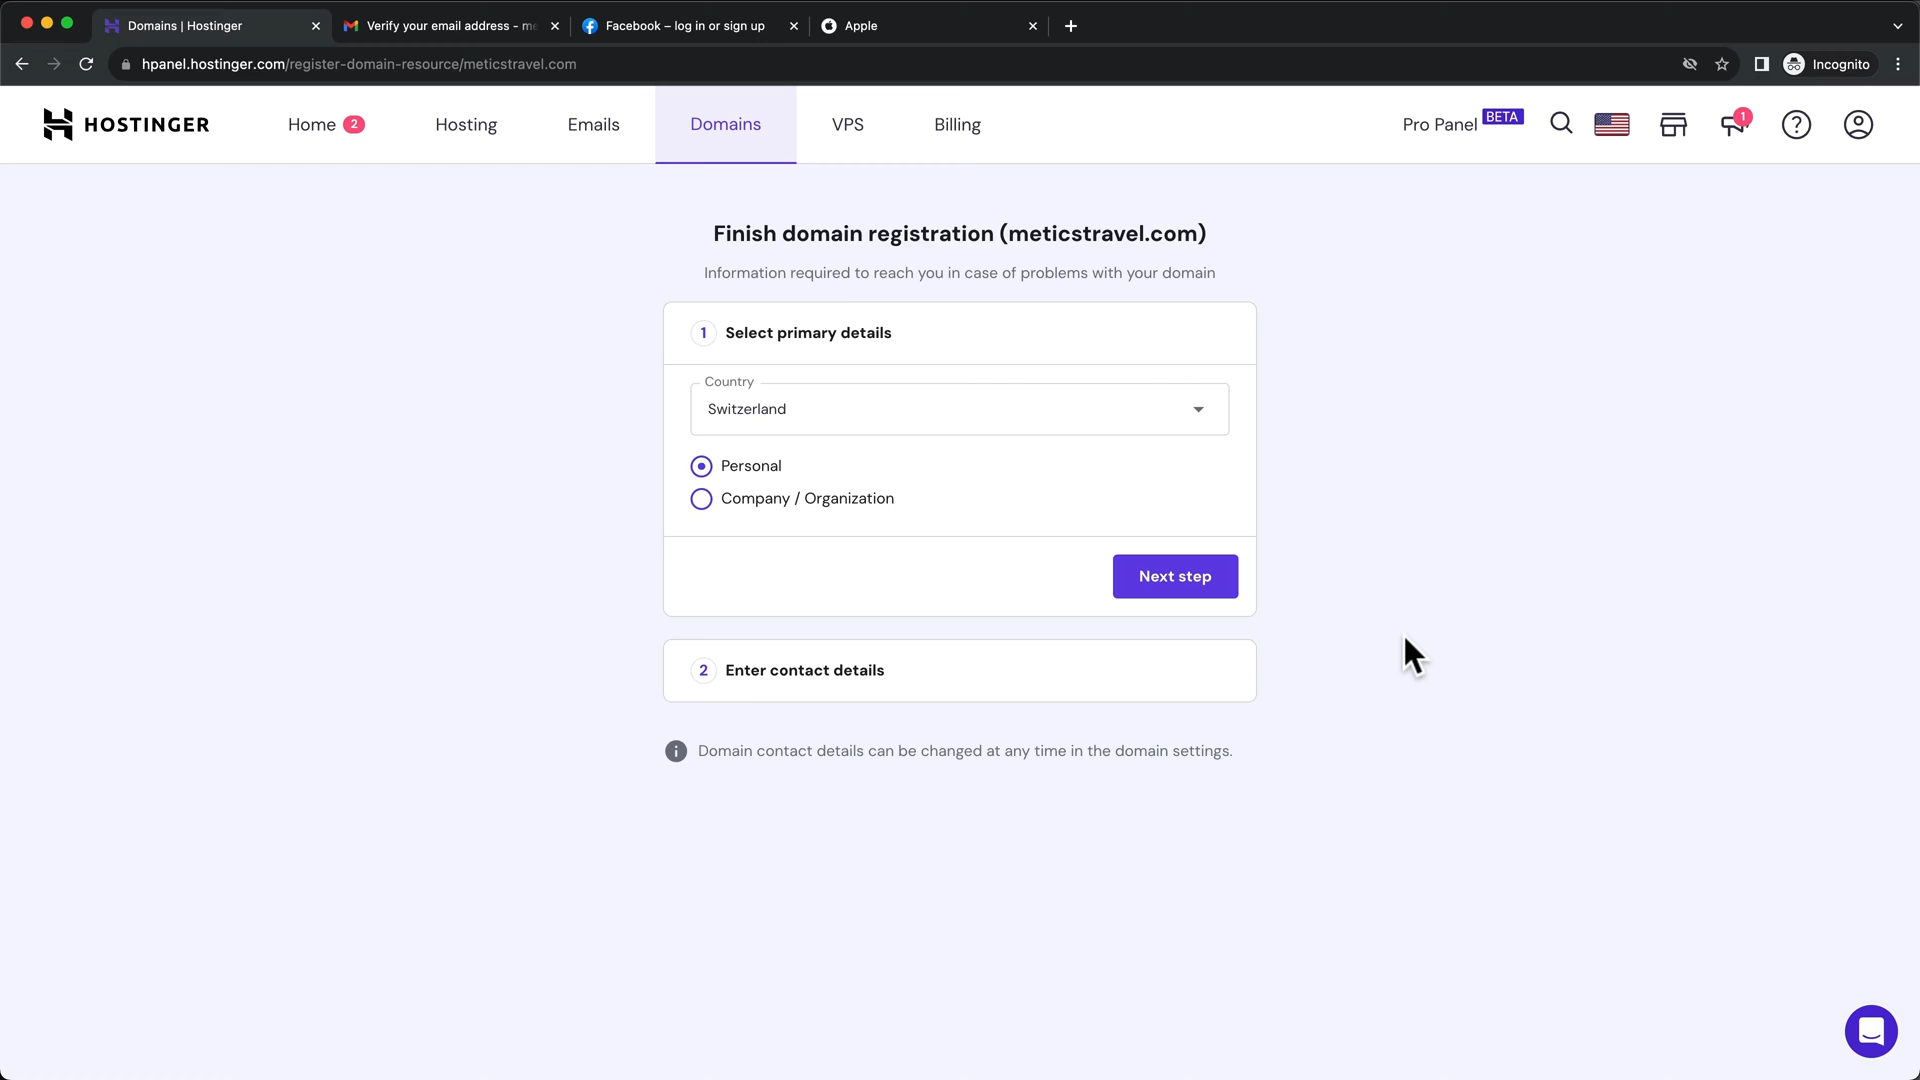 Domains | Hostinger
Verify your email address - me
Facebook – log in or sign up
Apple
hpanel.hostinger.com/register-domain-resource/meticstravel.com
Incognito
HOSTINGER
Home 2
Hosting
Emails
Domains
VPS
Billing
Pro Panel BETA
1
Finish domain registration (meticstravel.com)
Information required to reach you in case of problems with your domain
1 Select primary details
Country
Switzerland
Personal
Company / Organization
Next step
2 Enter contact details
Domain contact details can be changed at any time in the domain settings.